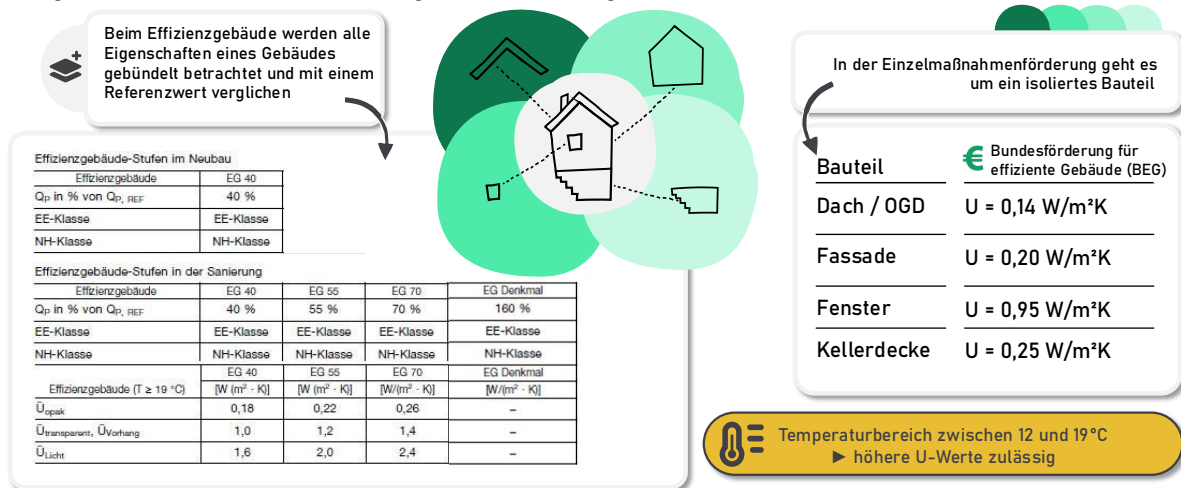 Beim Effizienzgebäude werden alle
Eigenschaften eines Gebäudes
gebündelt betrachtet und mit einem
Referenzwert verglichen
In der Einzelmaßnahmenförderung geht es
um ein isoliertes Bauteil
Effizienzgebäude-Stufen im Neubau
Effizienzgebäude EG 40
QP in % von QP, REF 40 %
EE-Klasse EE-Klasse
NH-Klasse NH-Klasse
Effizienzgebäude-Stufen in der Sanierung
Effizienzgebäude EG 40 EG 55 EG 70 EG Denkmal
QP in % von QP, REF 40 % 55 % 70 % 160 %
EE-Klasse EE-Klasse EE-Klasse EE-Klasse EE-Klasse
NH-Klasse NH-Klasse NH-Klasse NH-Klasse NH-Klasse
EG 40 EG 55 EG 70 EG Denkmal
Effizienzgebäude (T ≥ 19 °C) [W (m² · K)] [W (m² · K)] [W/(m² · K)] [W/(m² · K)]
Ūopak 0,18 0,22 0,26 –
Ūtransparent, ŪVorhang 1,0 1,2 1,4 –
ŪLicht 1,6 2,0 2,4 –
Bauteil € Bundesförderung für
effiziente Gebäude (BEG)
Dach / OGD U = 0,14 W/m²K
Fassade U = 0,20 W/m²K
Fenster U = 0,95 W/m²K
Kellerdecke U = 0,25 W/m²K
Temperaturbereich zwischen 12 und 19°C
► höhere U-Werte zulässig